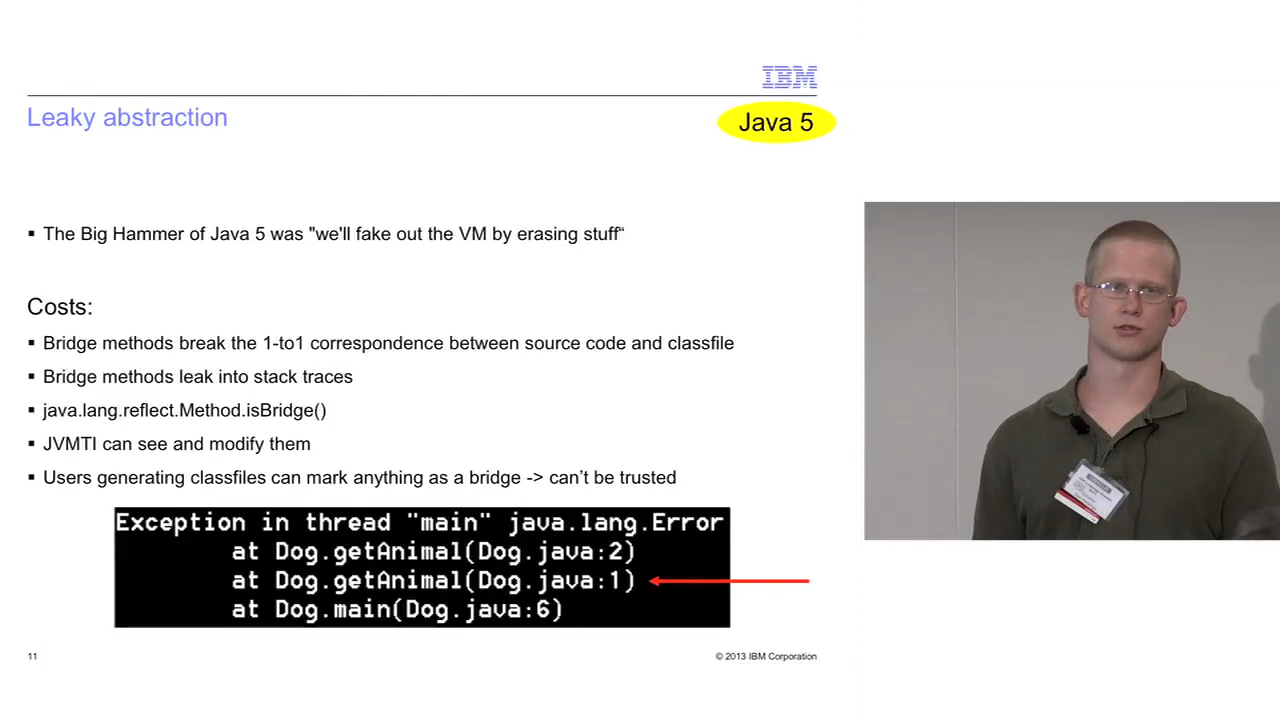 IBM
Leaky abstraction
Java 5
▪ The Big Hammer of Java 5 was "we'll fake out the VM by erasing stuff“
Costs:
▪ Bridge methods break the 1-to1 correspondence between source code and classfile
▪ Bridge methods leak into stack traces
▪ java.lang.reflect.Method.isBridge()
▪ JVMTI can see and modify them
▪ Users generating classfiles can mark anything as a bridge -> can’t be trusted
Exception in thread "main" java.lang.Error
at Dog.getAnimal(Dog.java:2)
at Dog.getAnimal(Dog.java:1)
at Dog.main(Dog.java:6)
11
© 2013 IBM Corporation